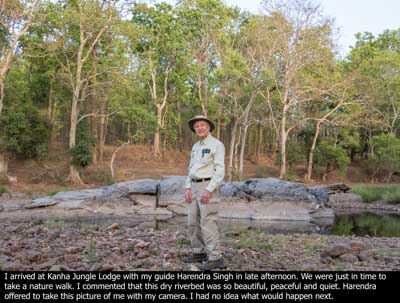 I arrived at Kanha Jungle Lodge with my guide Harendra Singh in late afternoon. We were just in time to
take a nature walk. I commented that this dry riverbed was so beautiful, peaceful and quiet. Harendra
offered to take this picture of me with my camera. I had no idea what would happen next.